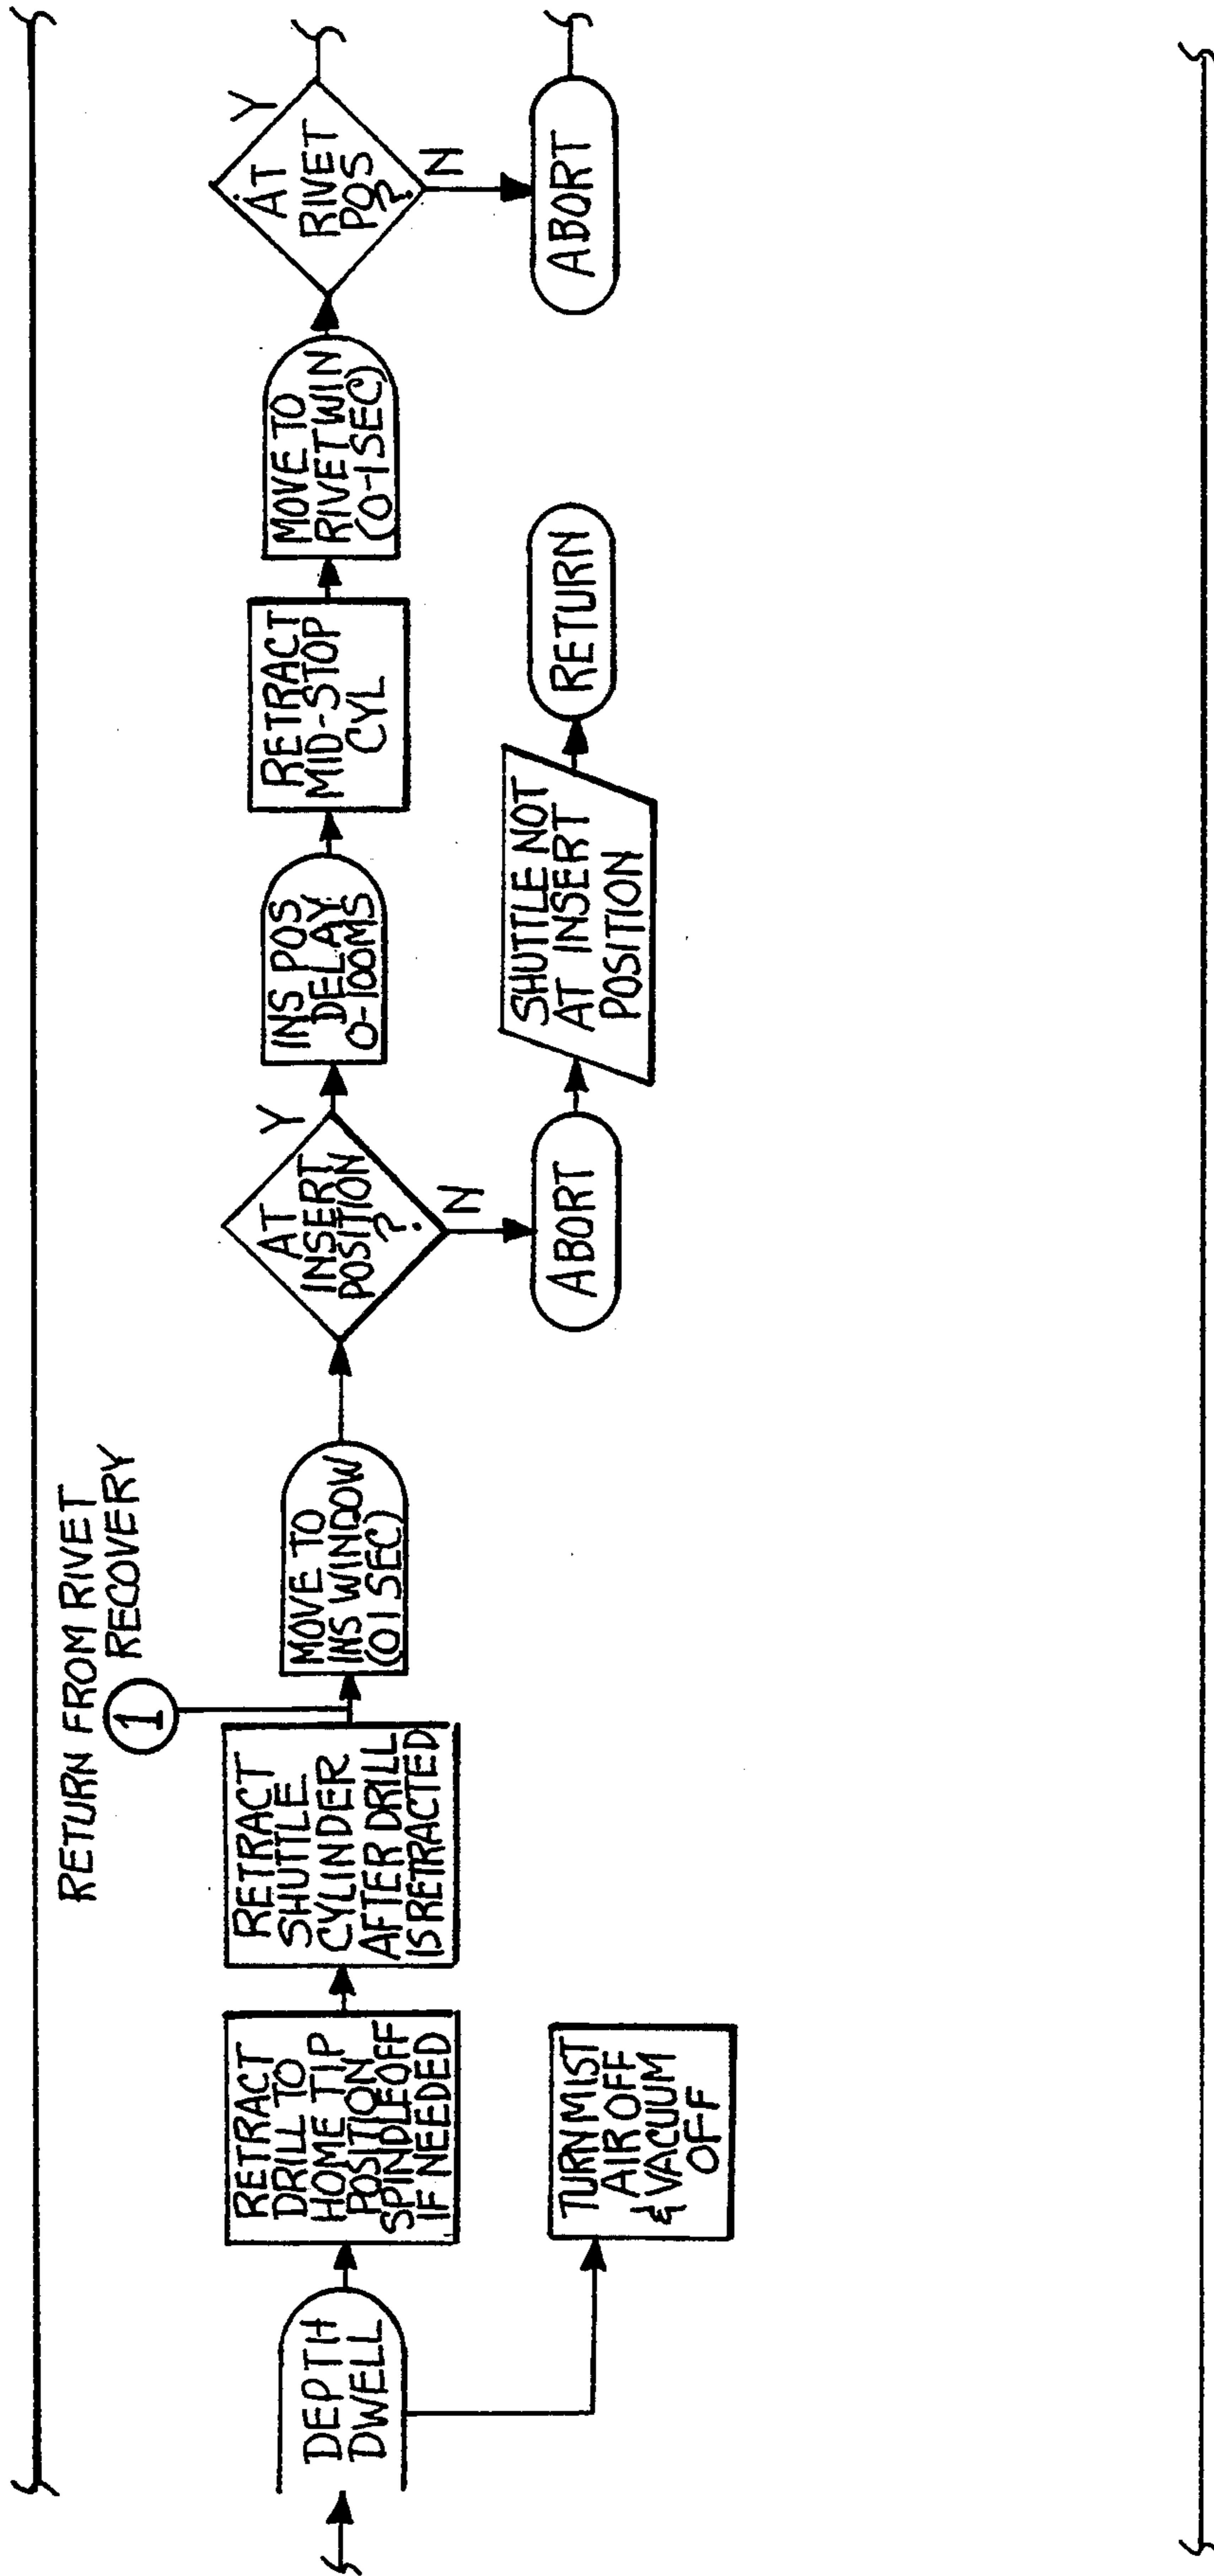 RETURN FROM RIVET
RECOVERY
1
DEPTH
DWELL
RETRACT
DRILL TO
HOME TIP
POSITION
SPINDLE OFF
IF NEEDED
TURN MIST
AIR OFF
& VACUUM
OFF
RETRACT
SHUTTLE
CYLINDER
AFTER DRILL
IS RETRACTED
MOVE TO
INS WINDOW
(0 1 SEC)
AT
INSERT
POSITION
?
Y
N
INS POS
DELAY
0-100MS
ABORT
SHUTTLE NOT
AT INSERT
POSITION
RETURN
RETRACT
MID-STOP
CYL
MOVE TO
RIVET WIN
(0-1SEC)
AT
RIVET
POS
?
Y
N
ABORT